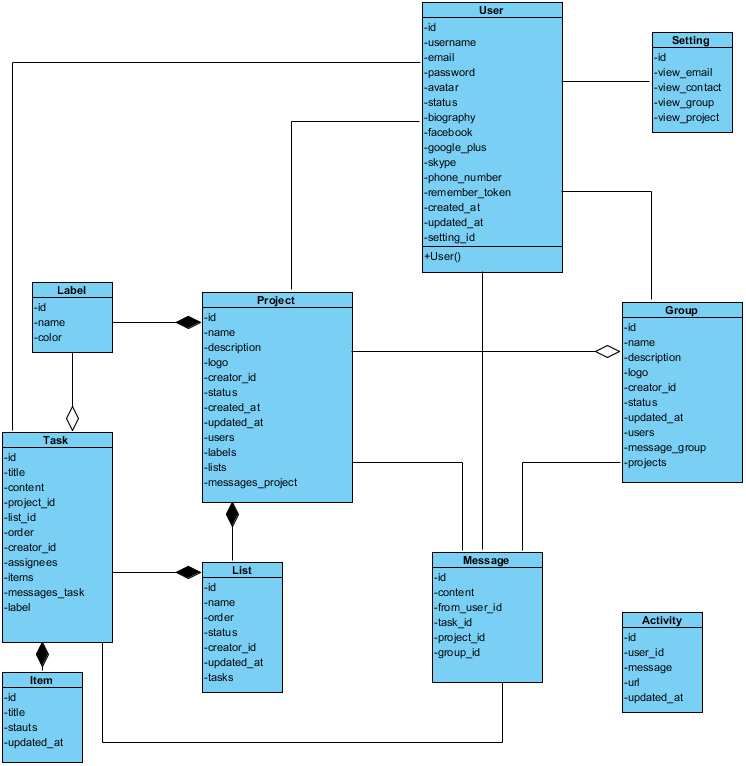 User
-id
-username
-email
-password
-avatar
-status
-biography
-facebook
-google_plus
-skype
-phone_number
-remember_token
-created_at
-updated_at
-setting_id
+User()
Setting
-id
-view_email
-view_contact
-view_group
-view_project
Label
-id
-name
-color
Project
-id
-name
-description
-logo
-creator_id
-status
-created_at
-updated_at
-users
-labels
-lists
-messages_project
Group
-id
-name
-description
-logo
-creator_id
-status
-updated_at
-users
-message_group
-projects
Task
-id
-title
-content
-project_id
-list_id
-order
-creator_id
-assignees
-items
-messages_task
-label
List
-id
-name
-order
-status
-creator_id
-updated_at
-tasks
Message
-id
-content
-from_user_id
-task_id
-project_id
-group_id
Activity
-id
-user_id
-message
-url
-updated_at
Item
-id
-title
-stauts
-updated_at